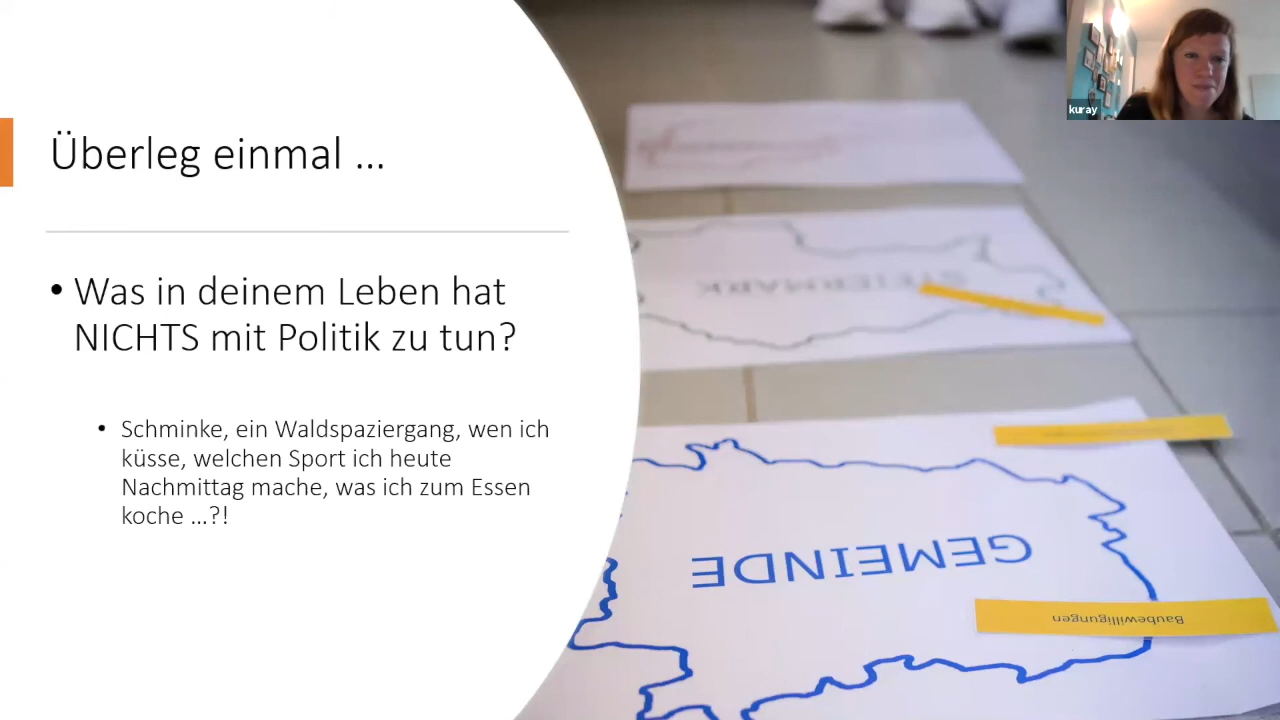 Überleg einmal ...
• Was in deinem Leben hat
NICHTS mit Politik zu tun?
• Schminke, ein Waldspaziergang, wen ich
küsse, welchen Sport ich heute
Nachmittag mache, was ich zum Essen
koche ...?!
kuray
STEIERMARK
GEMEINDE
Baubewilligungen